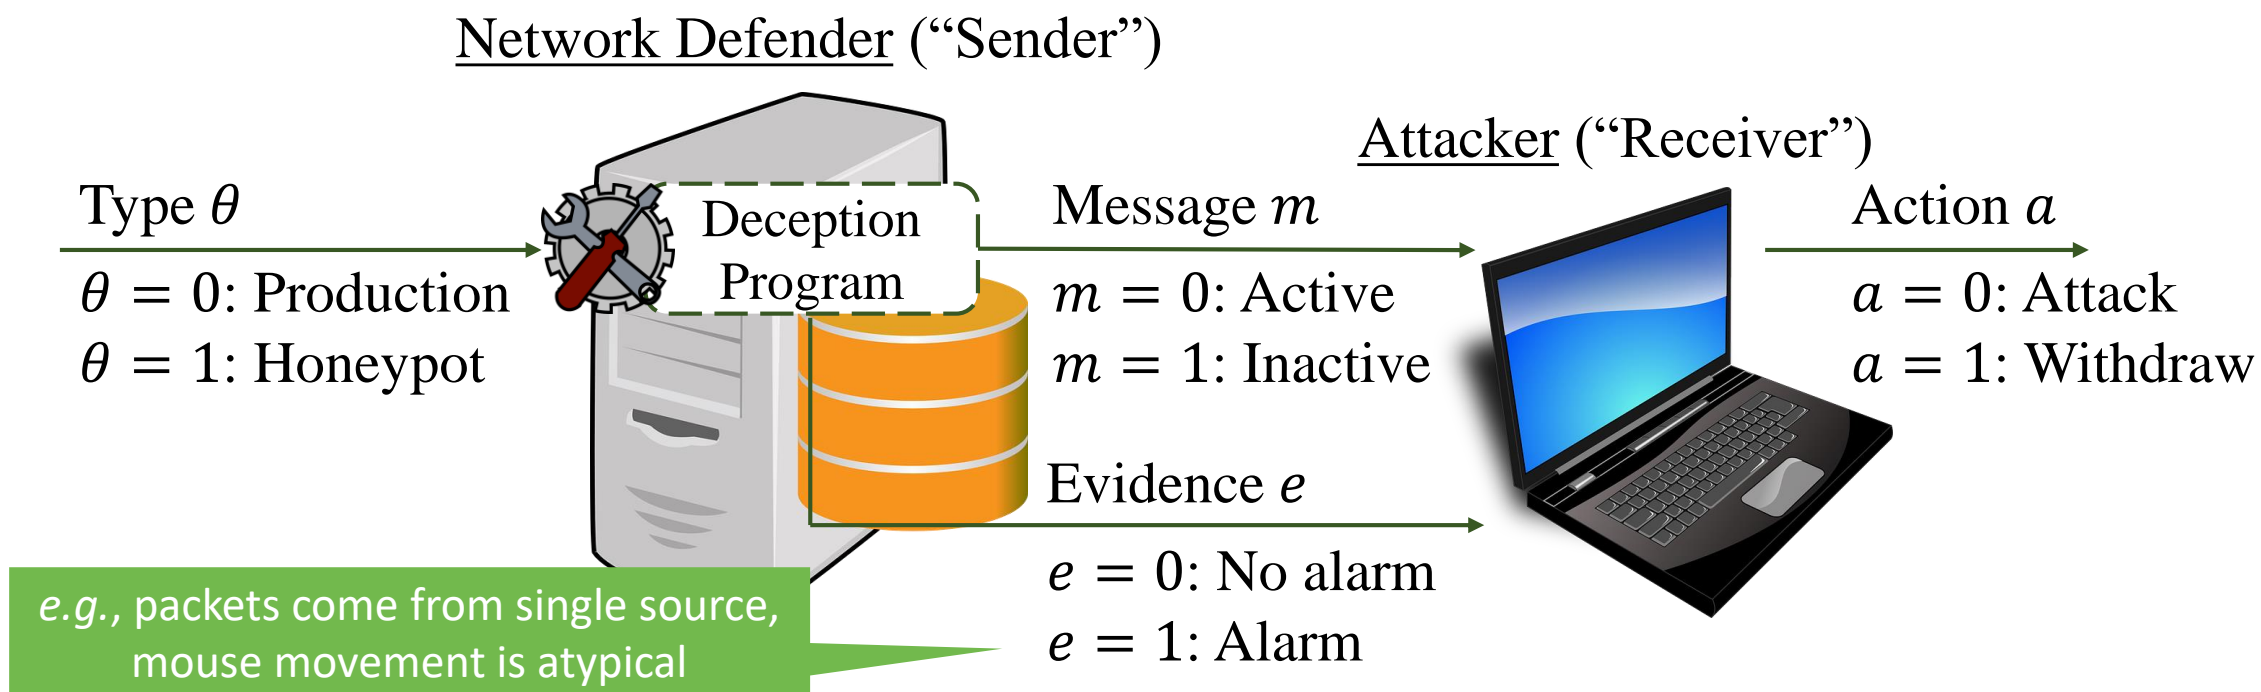 Network Defender (“Sender”)
Attacker (“Receiver”)
Type θ
θ = 0: Production
θ = 1: Honeypot
Deception
Program
Message m
m = 0: Active
m = 1: Inactive
Action a
a = 0: Attack
a = 1: Withdraw
Evidence e
e = 0: No alarm
e = 1: Alarm
e.g., packets come from single source,
mouse movement is atypical